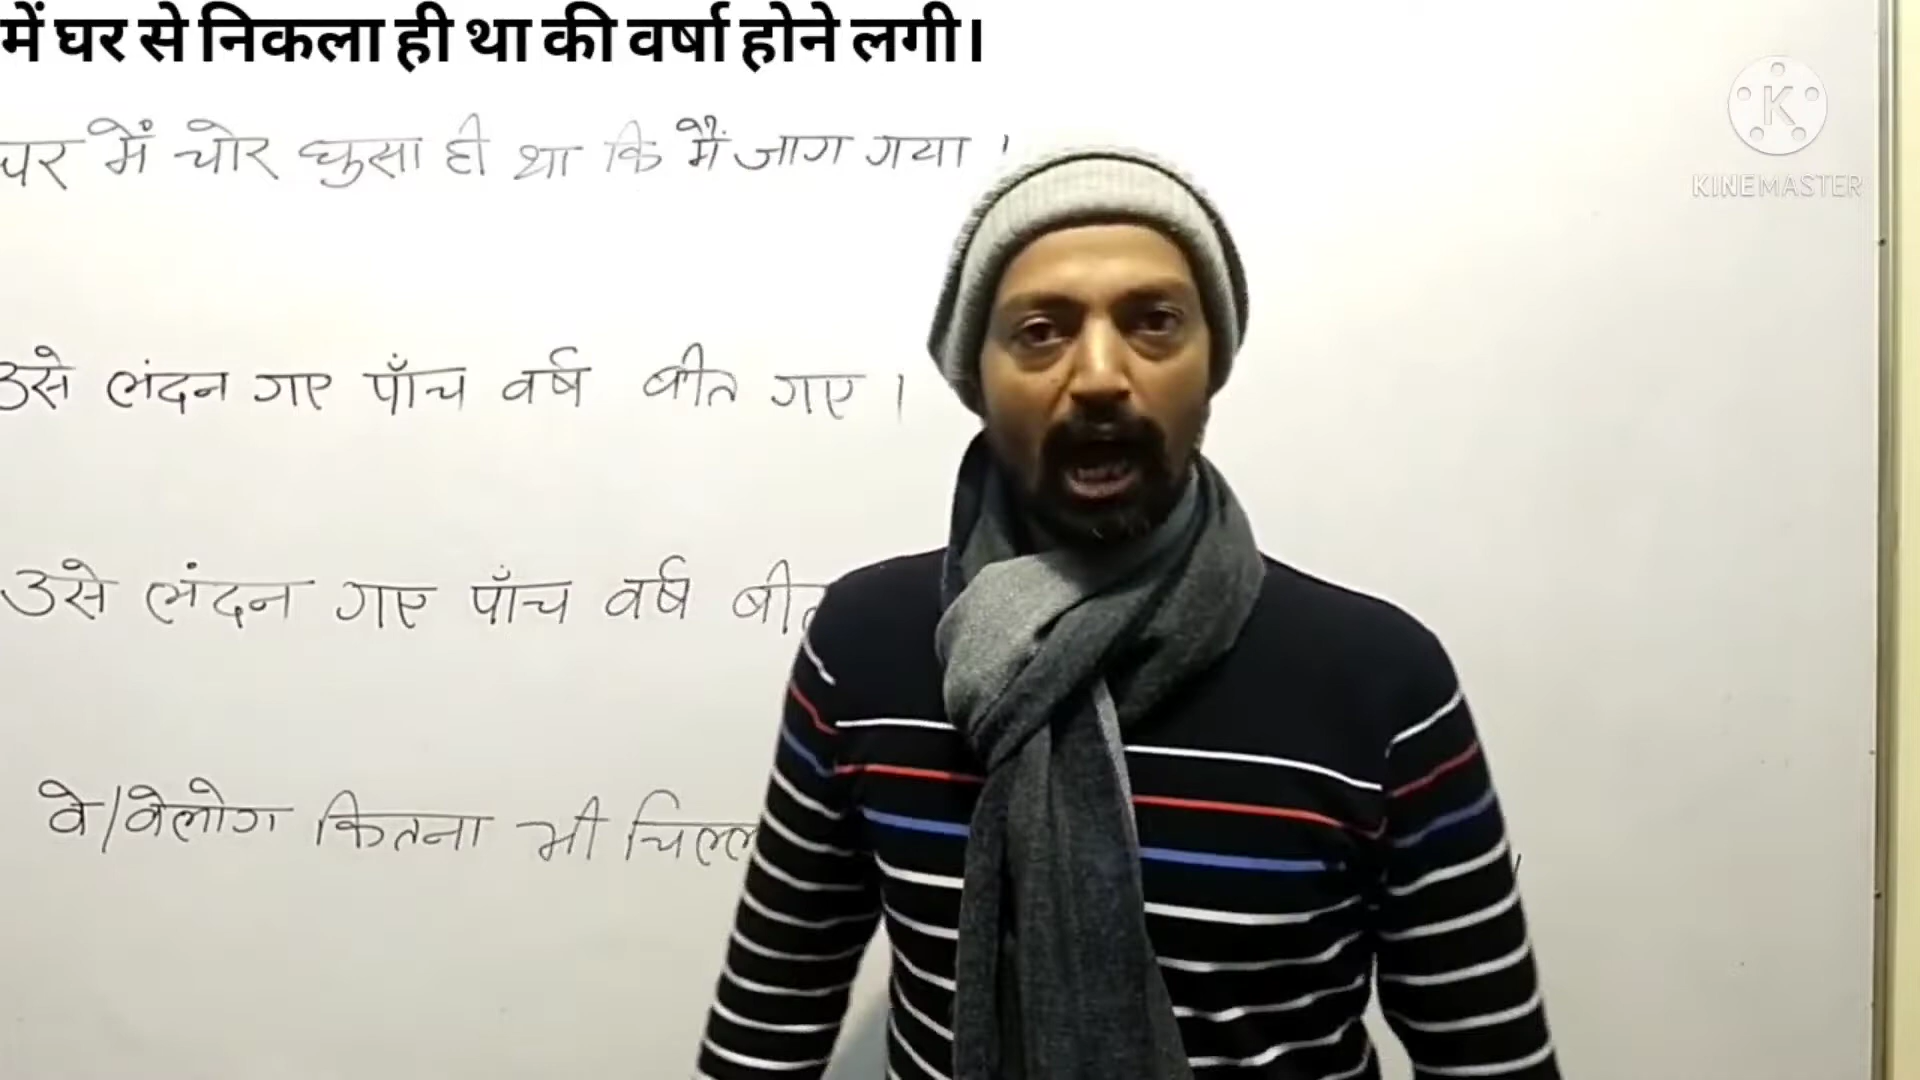 में घर से निकला ही था की वर्षा होने लगी।
घर में चोर घुसा ही था कि मैं जाग गया।
उसे लंदन गए पाँच वर्ष बीत गए।
उसे लंदन गए पाँच वर्ष
वे/वेलोग कितना भी
KINEMASTER